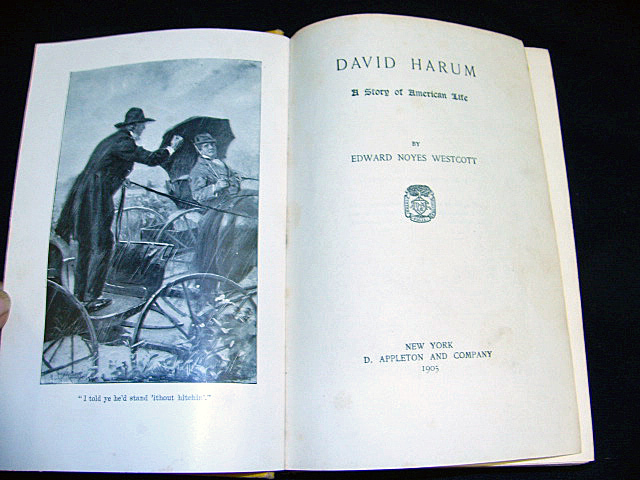 "I told ye he'd stand 'ithout hitchin'."
DAVID HARUM
A Story of American Life
BY
EDWARD NOYES WESTCOTT
NEW YORK
D. APPLETON AND COMPANY
1905